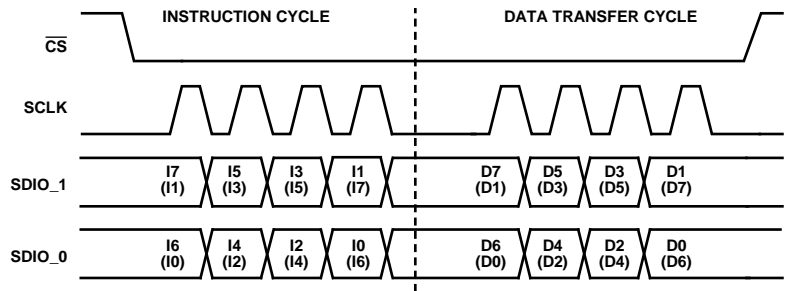 INSTRUCTION CYCLE DATA TRANSFER CYCLE
CS
SCLK
SDIO_1 I7 I5 I3 I1 D7 D5 D3 D1
(I1) (I3) (I5) (I7) (D1) (D3) (D5) (D7)
SDIO_0 I6 I4 I2 I0 D6 D4 D2 D0
(I0) (I2) (I4) (I6) (D0) (D2) (D4) (D6)